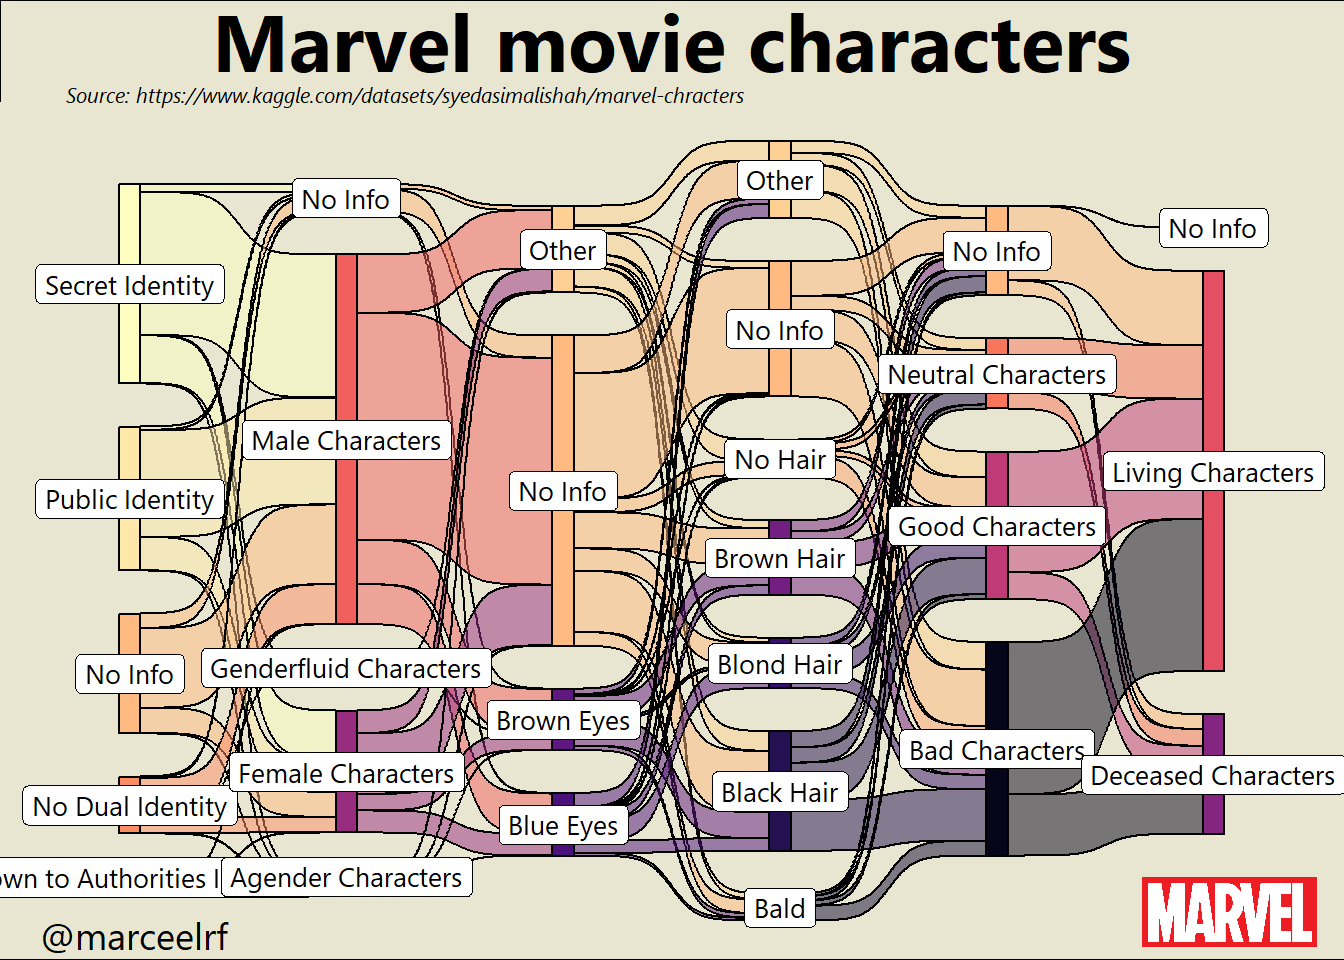 Marvel movie characters
Source: https://www.kaggle.com/datasets/syedasimalishah/marvel-chracters
Secret Identity
Public Identity
No Info
No Dual Identity
own to Authorities I
No Info
Male Characters
Genderfluid Characters
Female Characters
Agender Characters
Other
No Info
Brown Eyes
Blue Eyes
Other
No Info
No Hair
Brown Hair
Blond Hair
Black Hair
Bald
No Info
Neutral Characters
Good Characters
Bad Characters
No Info
Living Characters
Deceased Characters
@marceelrf
MARVEL